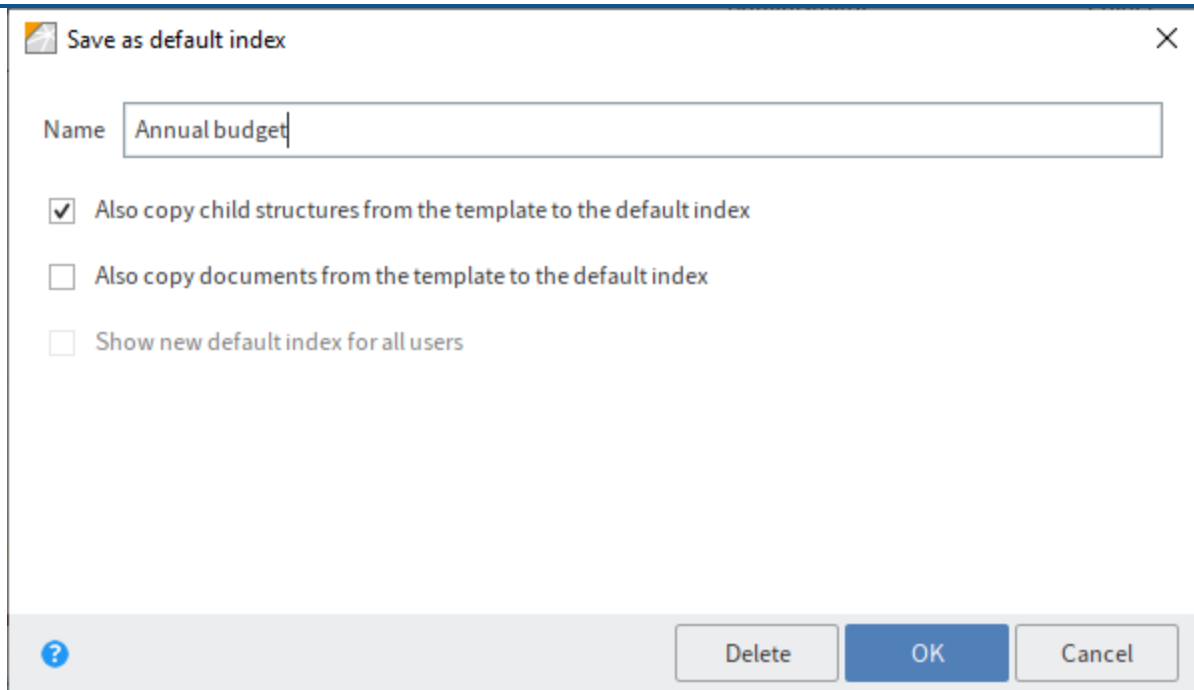 Save as default index
Name Annual budget
Also copy child structures from the template to the default index
Also copy documents from the template to the default index
Show new default index for all users
? Delete OK Cancel